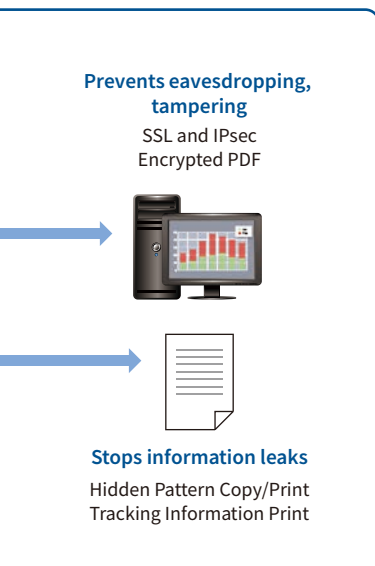 Prevents eavesdropping,
tampering
SSL and IPsec
Encrypted PDF
Stops information leaks
Hidden Pattern Copy/Print
Tracking Information Print